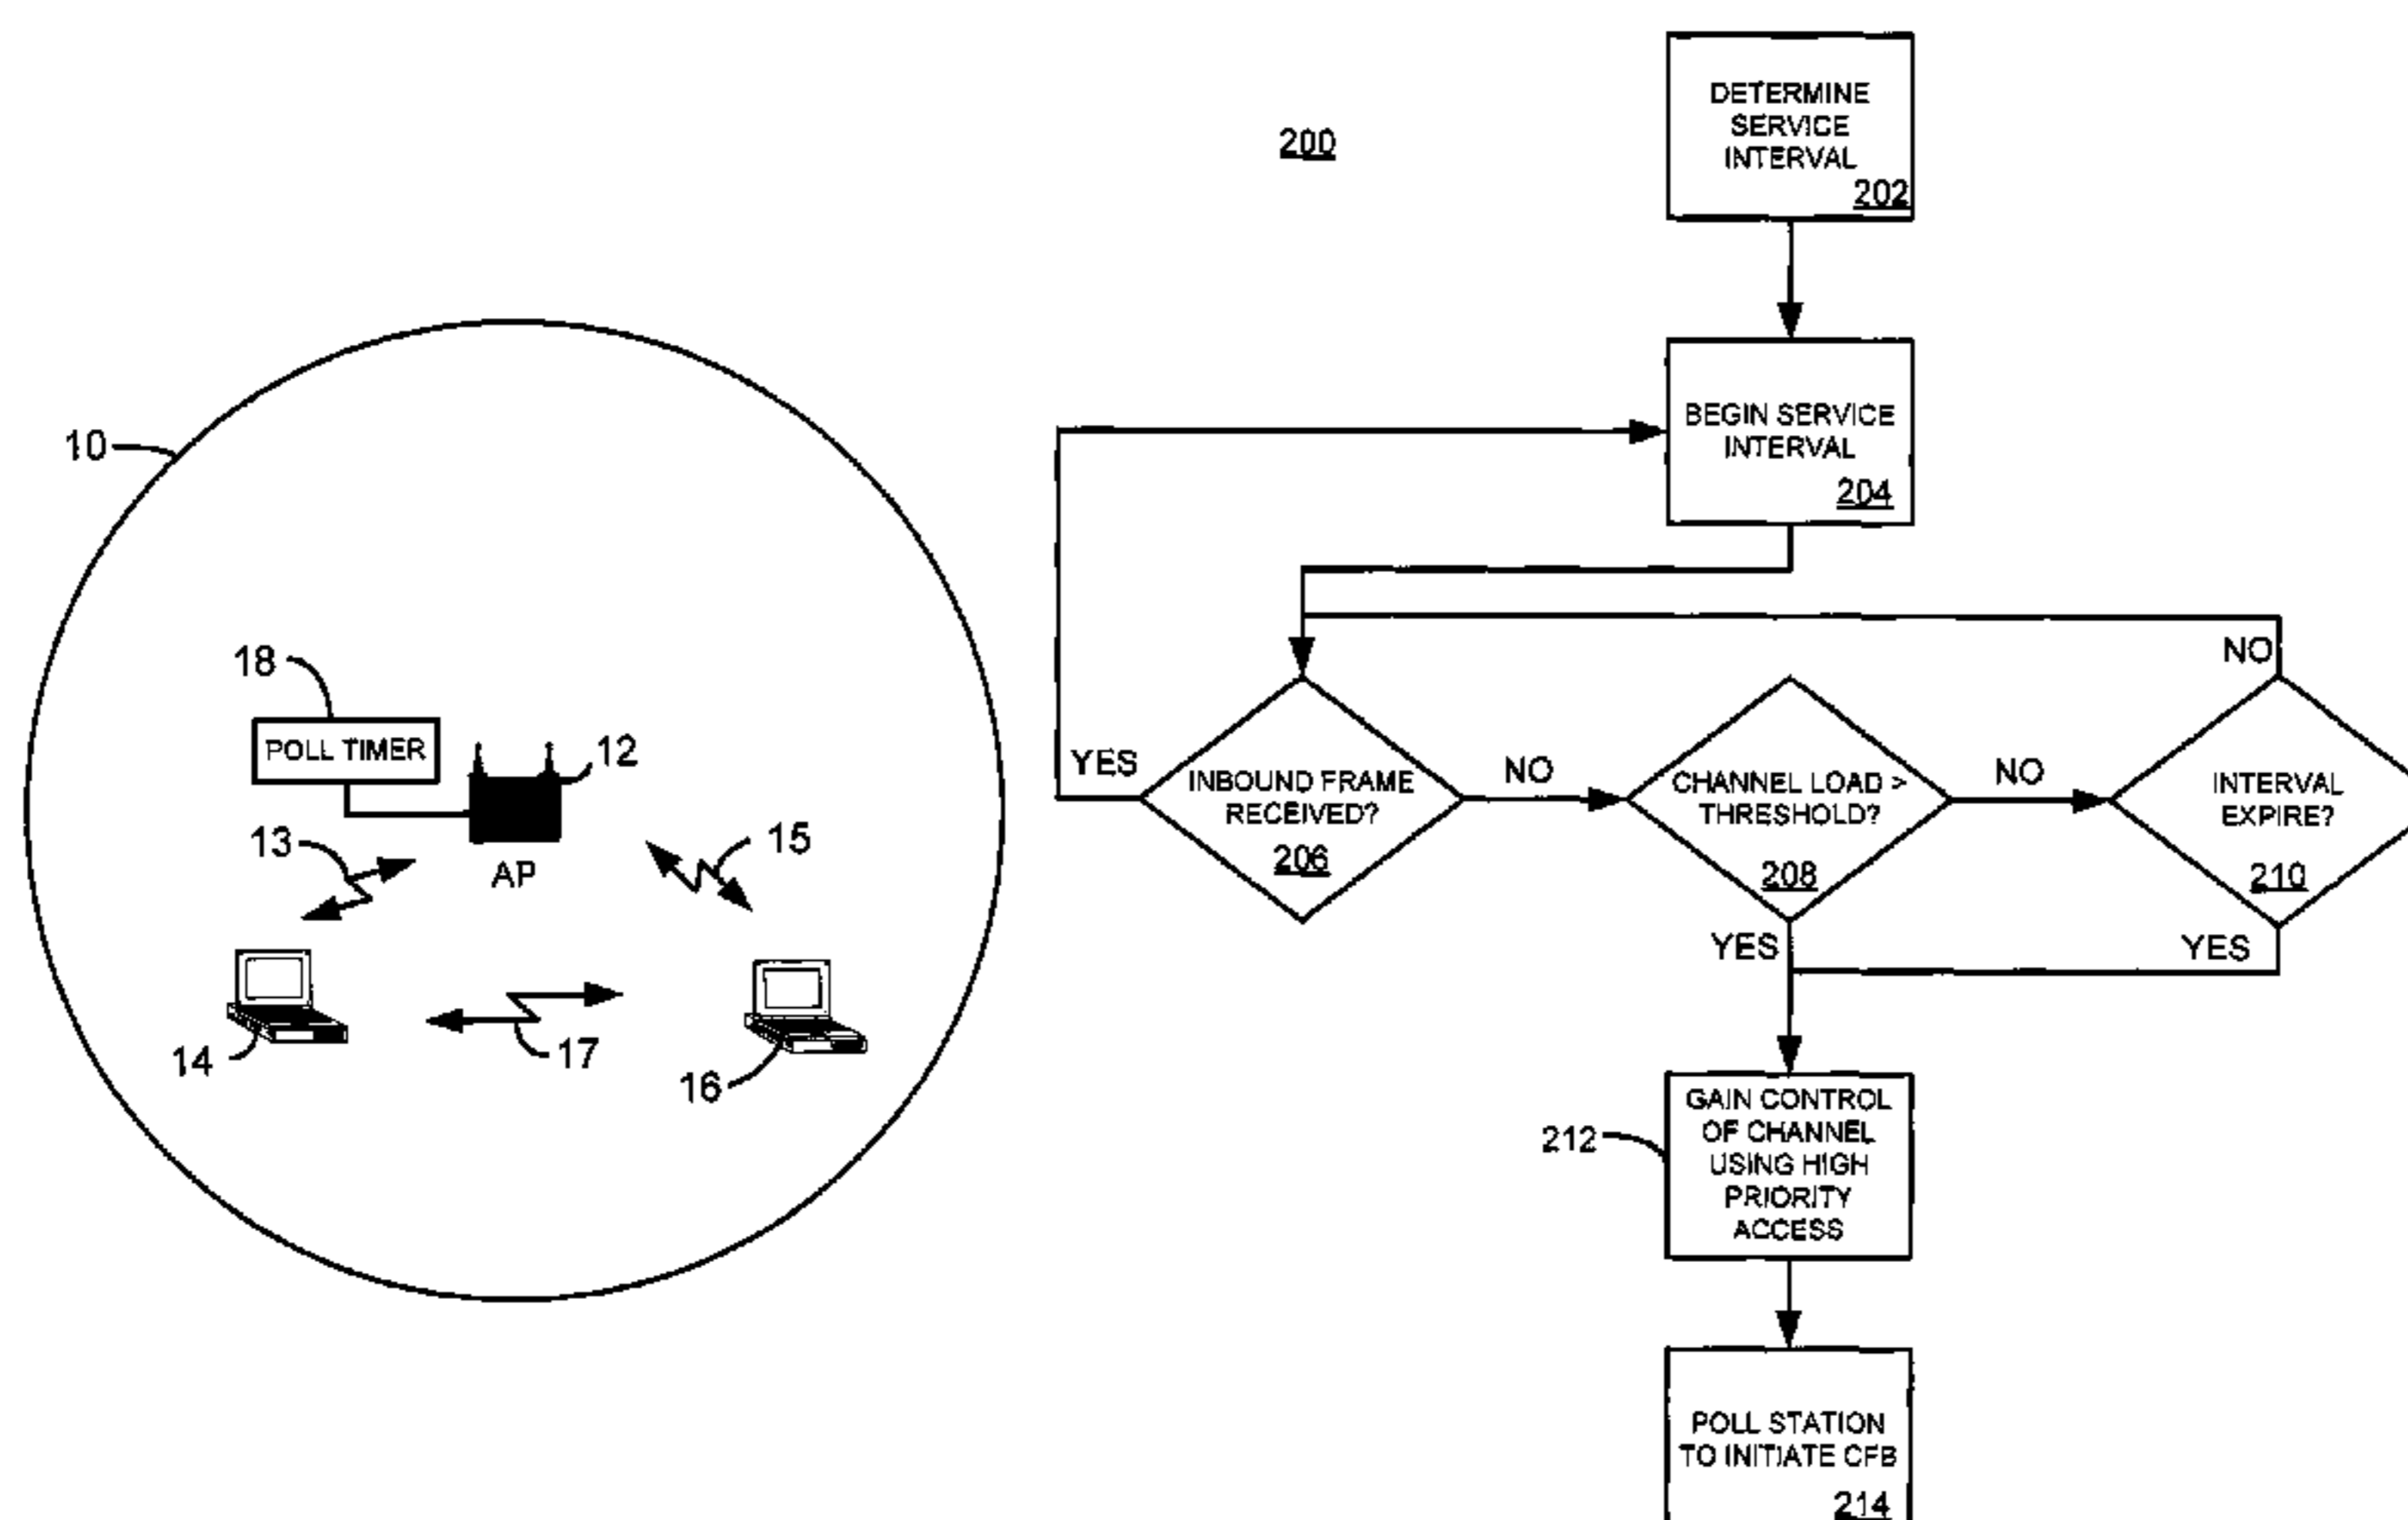 10
18
POLL TIMER
12
13
AP
15
14
17
16
200
DETERMINE
SERVICE
INTERVAL
202
BEGIN SERVICE
INTERVAL
204
YES
INBOUND FRAME
RECEIVED?
206
NO
CHANNEL LOAD >
THRESHOLD?
208
NO
INTERVAL
EXPIRE?
210
NO
YES
YES
212
GAIN CONTROL
OF CHANNEL
USING HIGH
PRIORITY
ACCESS
POLL STATION
TO INITIATE CFB
214